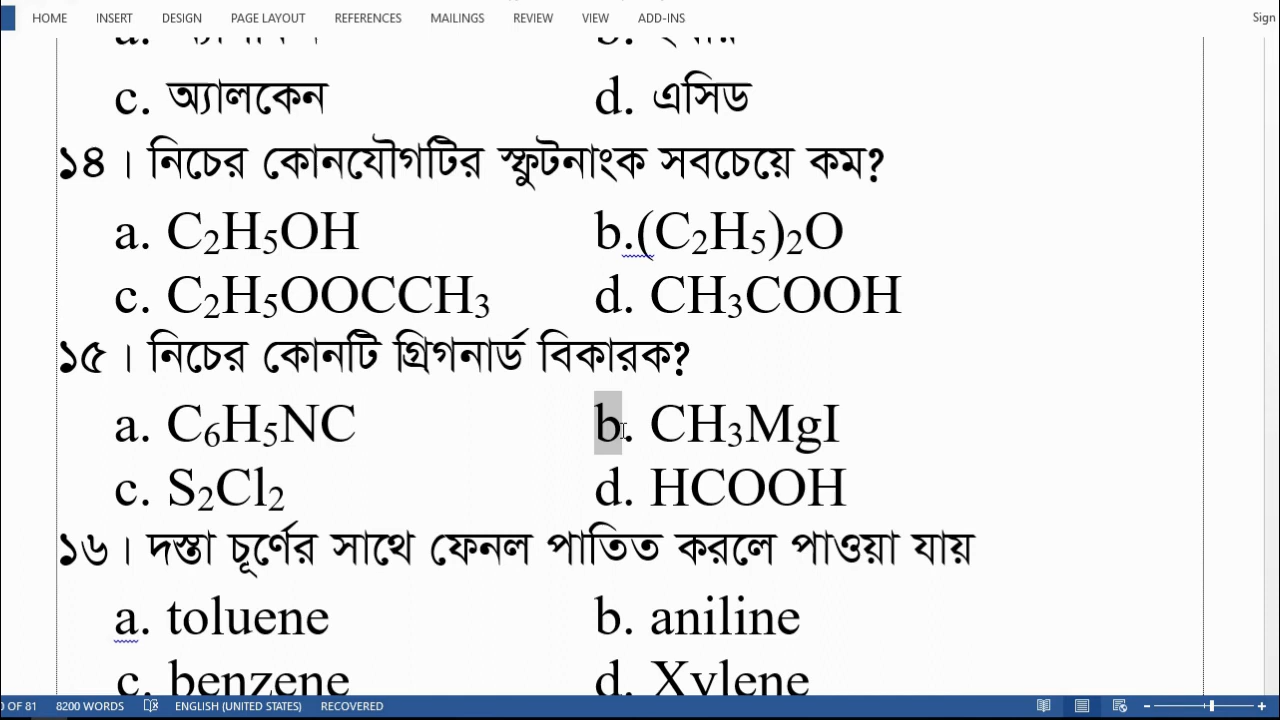 HOME INSERT DESIGN PAGE LAYOUT REFERENCES MAILINGS REVIEW VIEW ADD-INS Sign
c. অ্যালকেন d. এসিড
১৪। নিচের কোনযৌগটির স্ফুটনাংক সবচেয়ে কম?
a. C₂H₅OH b.(C₂H₅)₂O
c. C₂H₅OOCCH₃ d. CH₃COOH
১৫। নিচের কোনটি গ্রিগনার্ড বিকারক?
a. C₆H₅NC b. CH₃MgI
c. S₂Cl₂ d. HCOOH
১৬। দস্তা চূর্ণের সাথে ফেনল পাতিত করলে পাওয়া যায়
a. toluene b. aniline
c. benzene d. Xylene
OF 81 8200 WORDS ENGLISH (UNITED STATES) RECOVERED